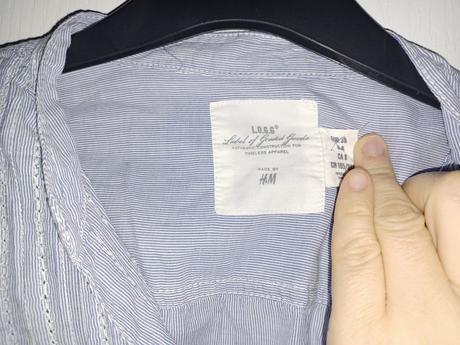 L.O.G.G®
Label of Graded Goods
AUTHENTIC CONSTRUCTION FOR
TIMELESS APPAREL
MADE BY
H&M